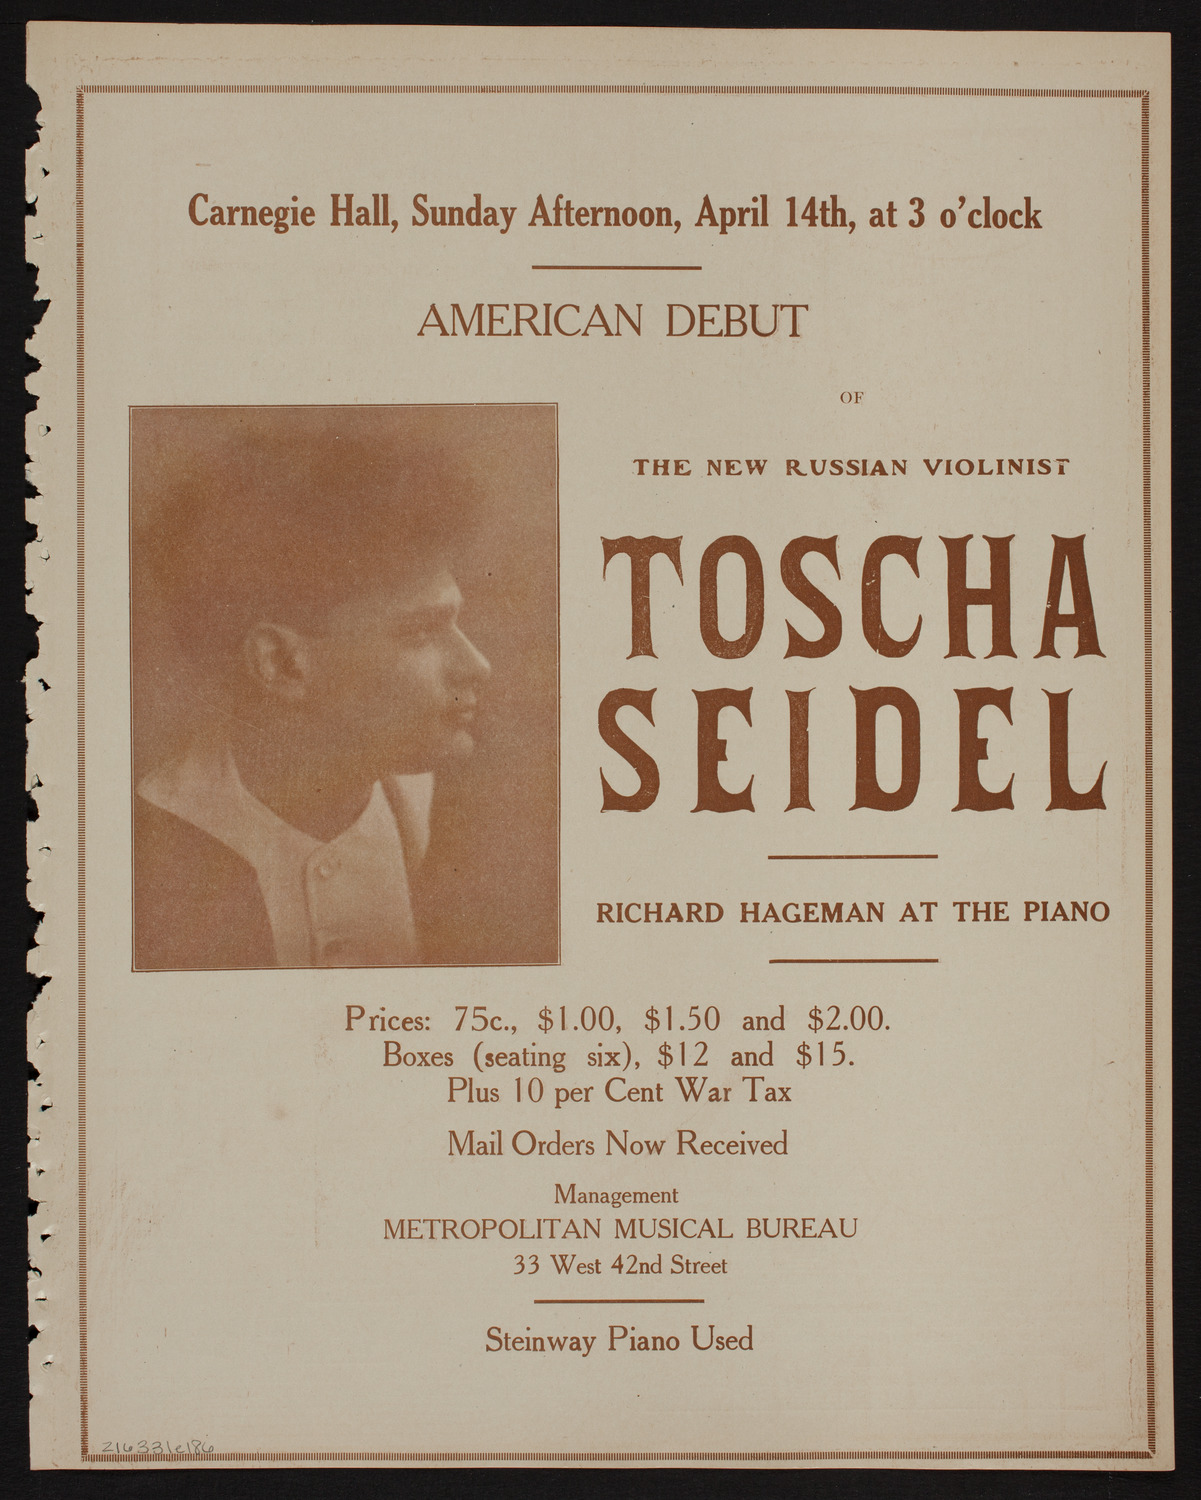 Carnegie Hall, Sunday Afternoon, April 14th, at 3 o'clock
AMERICAN DEBUT
OF
THE NEW RUSSIAN VIOLINIST
TOSCHA
SEIDEL
RICHARD HAGEMAN AT THE PIANO
Prices: 75c., $1.00, $1.50 and $2.00.
Boxes (seating six), $12 and $15.
Plus 10 per Cent War Tax
Mail Orders Now Received
Management
METROPOLITAN MUSICAL BUREAU
33 West 42nd Street
Steinway Piano Used
216331e186